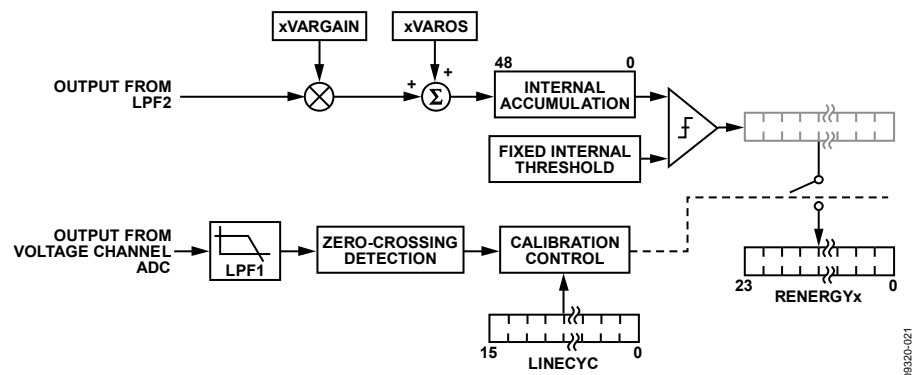 xVARGAIN
xVAROS
OUTPUT FROM
LPF2
+
+
Σ
48
0
INTERNAL
ACCUMULATION
FIXED INTERNAL
THRESHOLD
OUTPUT FROM
VOLTAGE CHANNEL
ADC
LPF1
ZERO-CROSSING
DETECTION
CALIBRATION
CONTROL
23
0
RENERGYx
15
0
LINECYC
09320-021